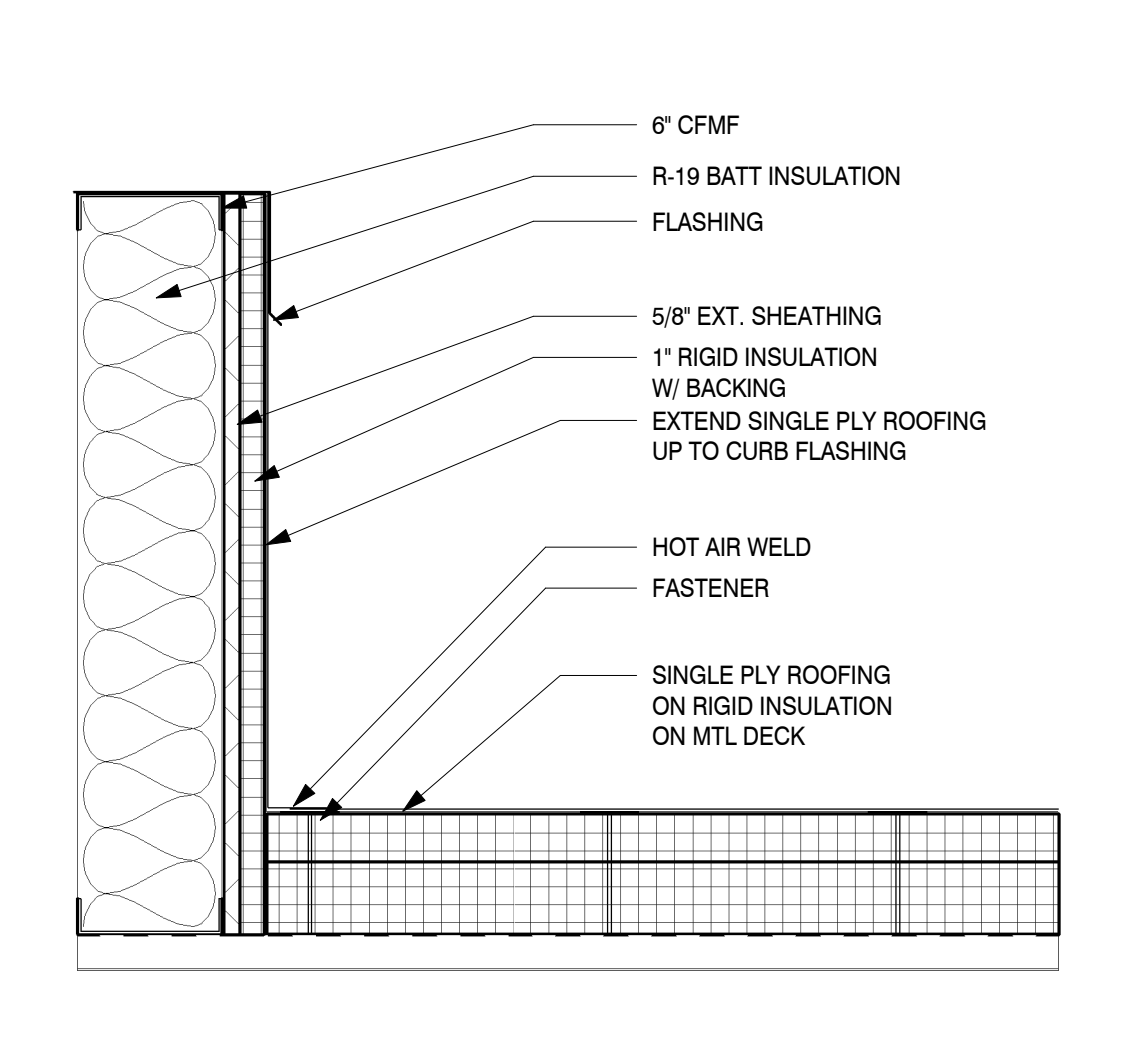 6" CFMF
R-19 BATT INSULATION
FLASHING
5/8" EXT. SHEATHING
1" RIGID INSULATION
W/ BACKING
EXTEND SINGLE PLY ROOFING
UP TO CURB FLASHING
HOT AIR WELD
FASTENER
SINGLE PLY ROOFING
ON RIGID INSULATION
ON MTL DECK